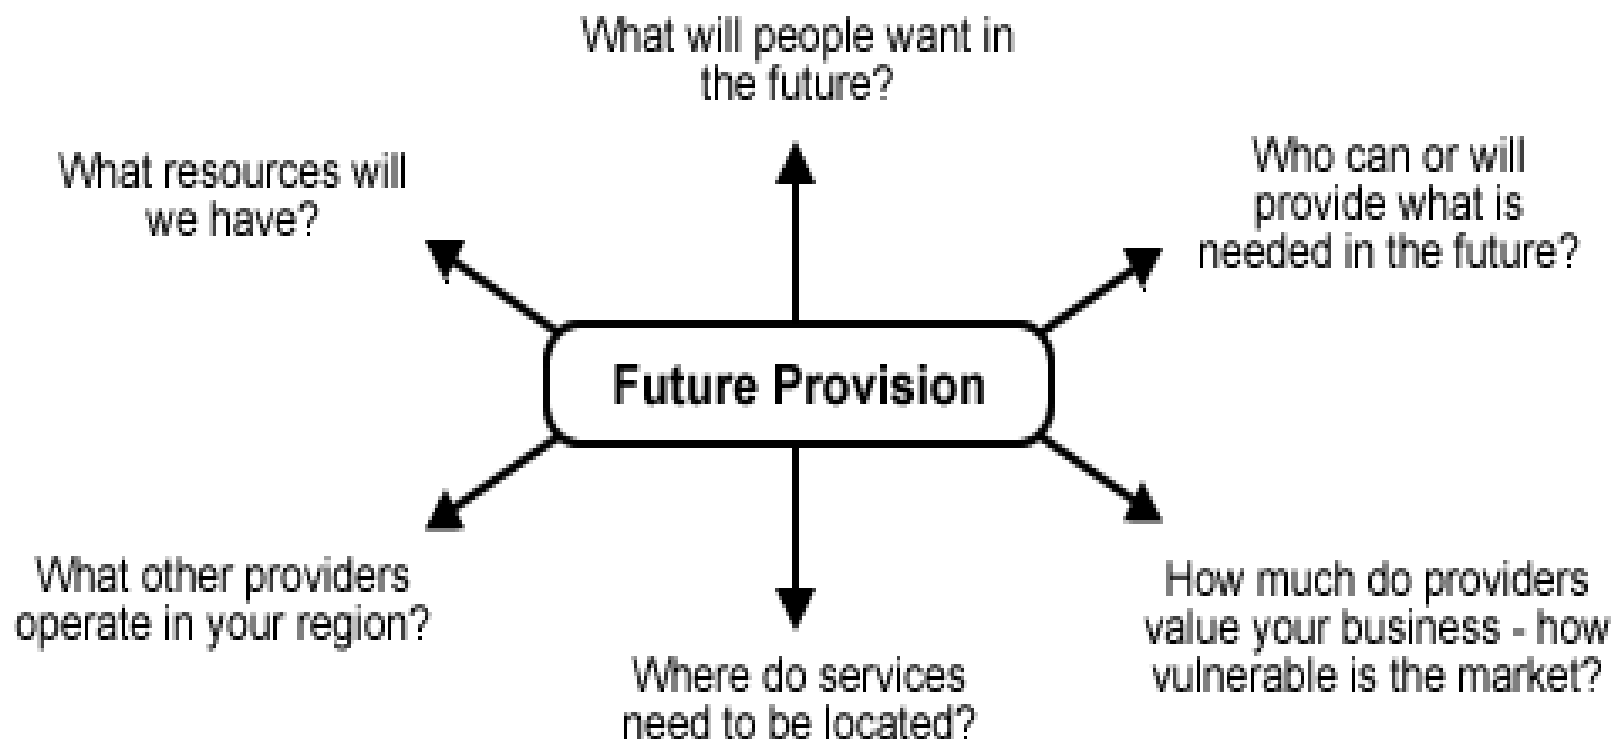 What will people want in
the future?
What resources will
we have?
Who can or will
provide what is
needed in the future?
Future Provision
What other providers
operate in your region?
Where do services
need to be located?
How much do providers
value your business - how
vulnerable is the market?